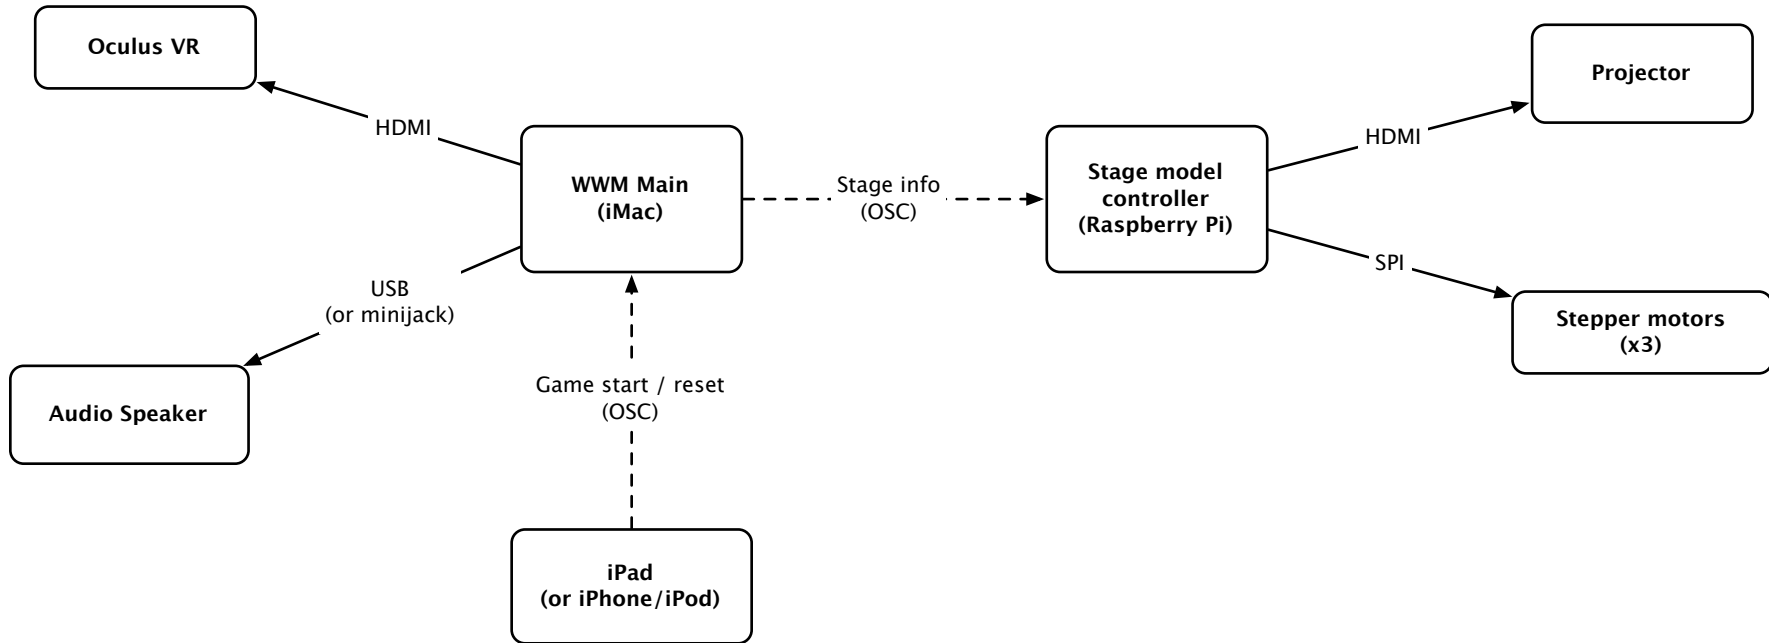 Oculus VR
HDMI
WWM Main
(iMac)
USB
(or minijack)
Audio Speaker
Game start / reset
(OSC)
iPad
(or iPhone/iPod)
Stage info
(OSC)
Stage model
controller
(Raspberry Pi)
HDMI
Projector
SPI
Stepper motors
(x3)